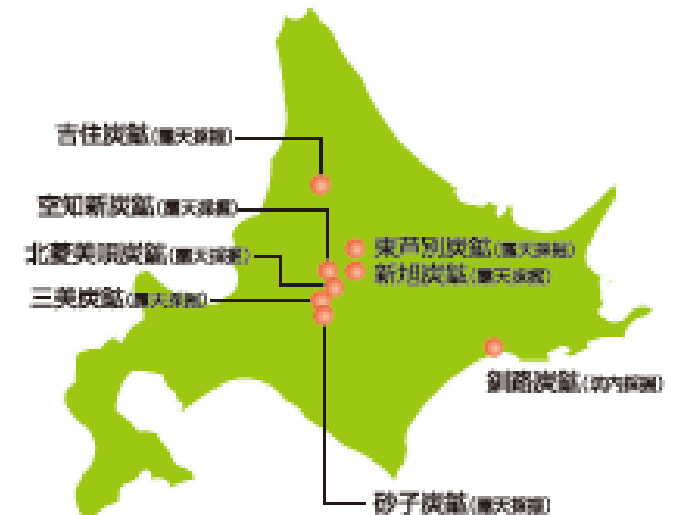 吉住炭鉱(露天採掘)
空知新炭鉱(露天採掘)
北菱美唄炭鉱(露天採掘)
三美炭鉱(露天採掘)
東芦別炭鉱(露天採掘)
新旭炭鉱(露天採掘)
釧路炭鉱(坑内採掘)
砂子炭鉱(露天採掘)